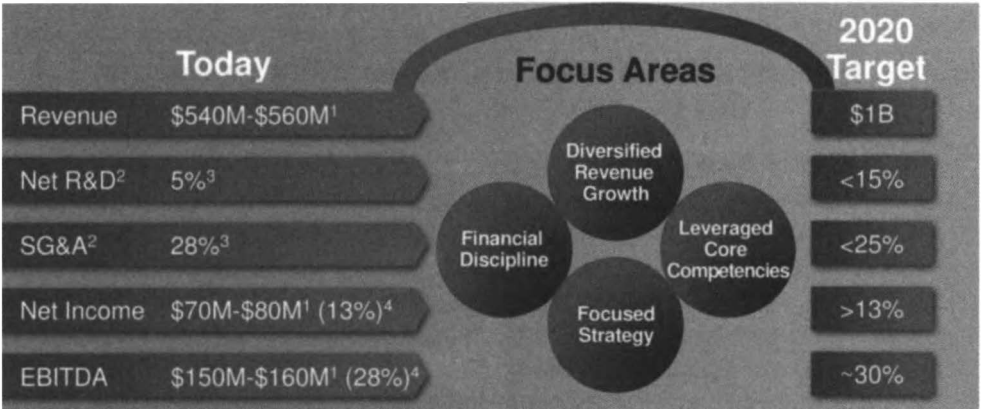 Today
Focus Areas
2020
Target
Revenue $540M-$560M¹ $1B
Net R&D² 5%³ <15%
SG&A² 28%³ <25%
Net Income $70M-$80M¹ (13%)⁴ >13%
EBITDA $150M-$160M¹ (28%)⁴ ~30%
Diversified
Revenue
Growth
Financial
Discipline
Leveraged
Core
Competencies
Focused
Strategy